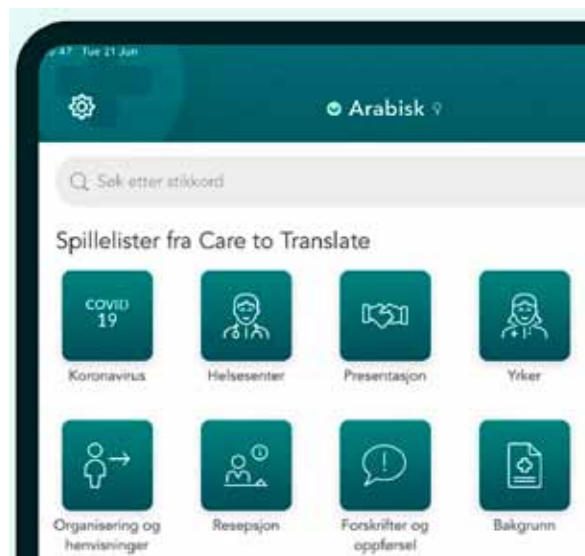 47 Tue 21 Jun
Arabisk
Søk etter stikkord
Spillelister fra Care to Translate
COVID
19
Koronavirus
Helsesenter
Presentasjon
Yrker
Organisering og
henvisninger
Resepsjon
Forskrifter og
oppførsel
Bakgrunn